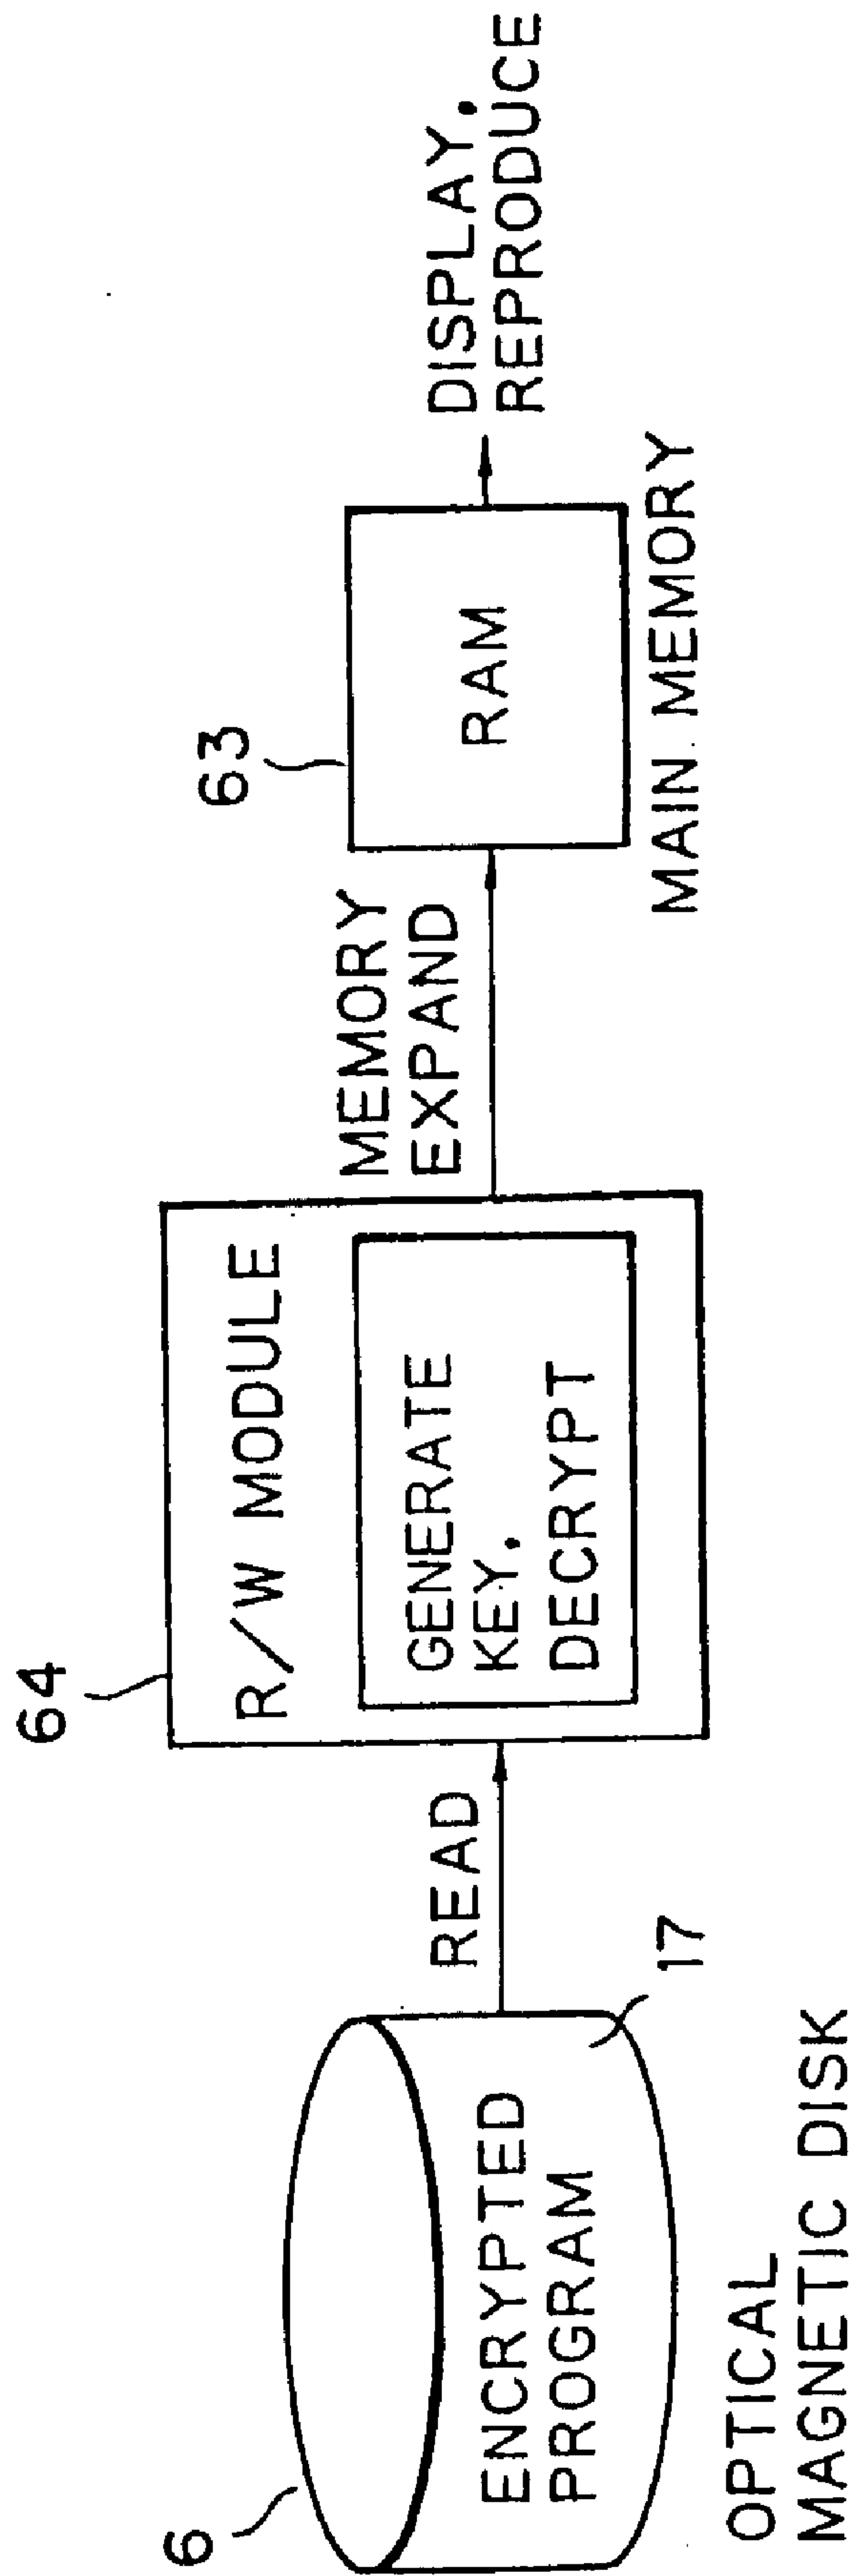 6
ENCRYPTED
PROGRAM
17
OPTICAL
MAGNETIC DISK
READ
64
R/W MODULE
GENERATE
KEY.
DECRYPT
MEMORY
EXPAND
63
RAM
MAIN MEMORY
DISPLAY.
REPRODUCE